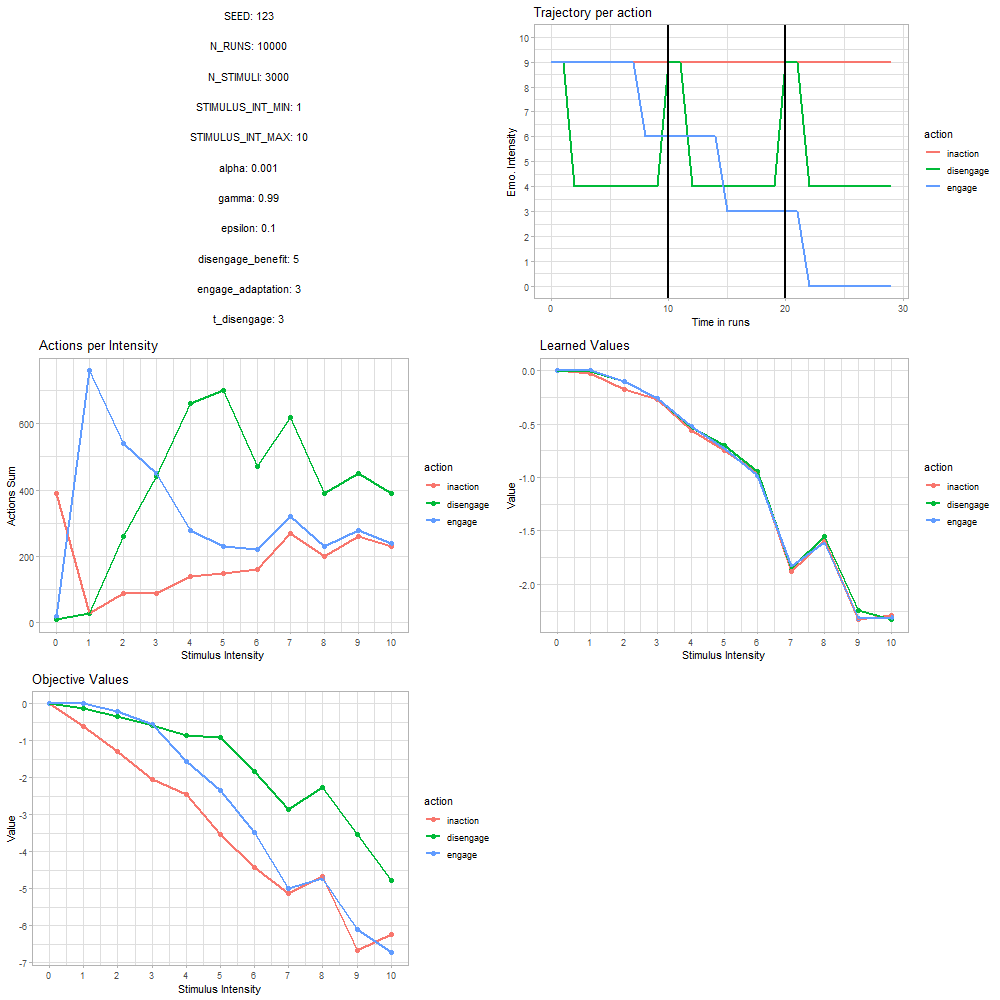 SEED: 123
N_RUNS: 10000
N_STIMULI: 3000
STIMULUS_INT_MIN: 1
STIMULUS_INT_MAX: 10
alpha: 0.001
gamma: 0.99
epsilon: 0.1
disengage_benefit: 5
engage_adaptation: 3
t_disengage: 3
Trajectory per action
10
9
8
7
6
5
4
3
2
1
0
Emo. Intensity
0 10 20 30
Time in runs
action
inaction
disengage
engage
Actions per Intensity
600
400
200
0
Actions Sum
0 1 2 3 4 5 6 7 8 9 10
Stimulus Intensity
action
inaction
disengage
engage
Learned Values
0.0
-0.5
-1.0
-1.5
-2.0
Value
0 1 2 3 4 5 6 7 8 9 10
Stimulus Intensity
action
inaction
disengage
engage
Objective Values
0
-1
-2
-3
-4
-5
-6
-7
Value
0 1 2 3 4 5 6 7 8 9 10
Stimulus Intensity
action
inaction
disengage
engage